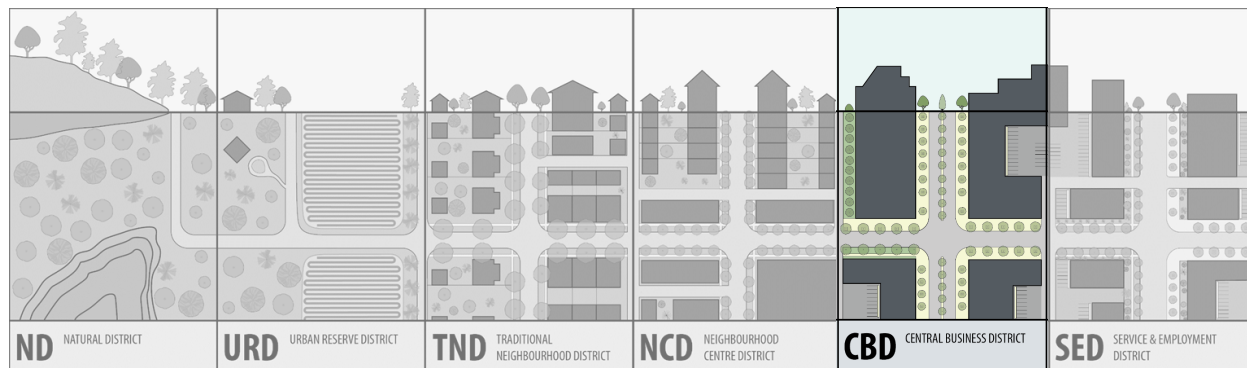 ND NATURAL DISTRICT
URD URBAN RESERVE DISTRICT
TND TRADITIONAL
NEIGHBOURHOOD DISTRICT
NCD NEIGHBOURHOOD
CENTRE DISTRICT
CBD CENTRAL BUSINESS DISTRICT
SED SERVICE & EMPLOYMENT
DISTRICT